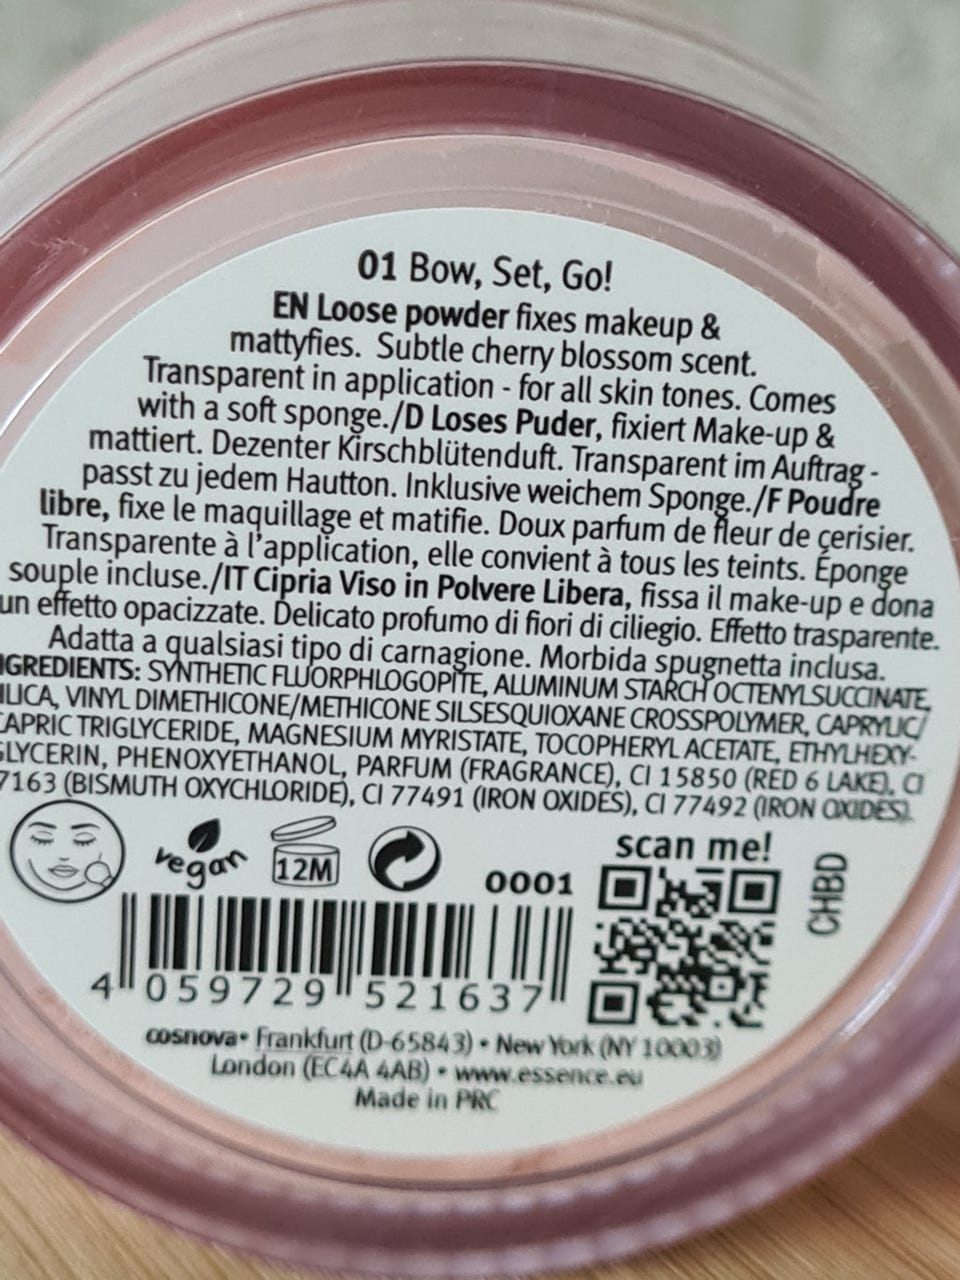 01 Bow, Set, Go!
EN Loose powder fixes makeup &
mattyfies. Subtle cherry blossom scent.
Transparent in application - for all skin tones. Comes
with a soft sponge./D Loses Puder, fixiert Make-up &
mattiert. Dezenter Kirschblütenduft. Transparent im Auftrag -
passt zu jedem Hautton. Inklusive weichem Sponge./F Poudre
libre, fixe le maquillage et matifie. Doux parfum de fleur de cerisier.
Transparente à l'application, elle convient à tous les teints. Éponge
souple incluse./IT Cipria Viso in Polvere Libera, fissa il make-up e dona
un effetto opacizzate. Delicato profumo di fiori di ciliegio. Effetto trasparente.
Adatta a qualsiasi tipo di carnagione. Morbida spugnetta inclusa.
IGREDIENTS: SYNTHETIC FLUORPHLOGOPITE, ALUMINUM STARCH OCTENYLSUCCINATE,
ILICA, VINYL DIMETHICONE/METHICONE SILSESQUIOXANE CROSSPOLYMER, CAPRYLIC/
CAPRIC TRIGLYCERIDE, MAGNESIUM MYRISTATE, TOCOPHERYL ACETATE, ETHYLHEXY-
GLYCERIN, PHENOXYETHANOL, PARFUM (FRAGRANCE), CI 15850 (RED 6 LAKE), CI
7163 (BISMUTH OXYCHLORIDE), CI 77491 (IRON OXIDES), CI 77492 (IRON OXIDES).
vegan
12M
0001
scan me!
CHBD
4 059729 521637
cosnova • Frankfurt (D-65843) • New York (NY 10003)
London (EC4A 4AB) • www.essence.eu
Made in PRC